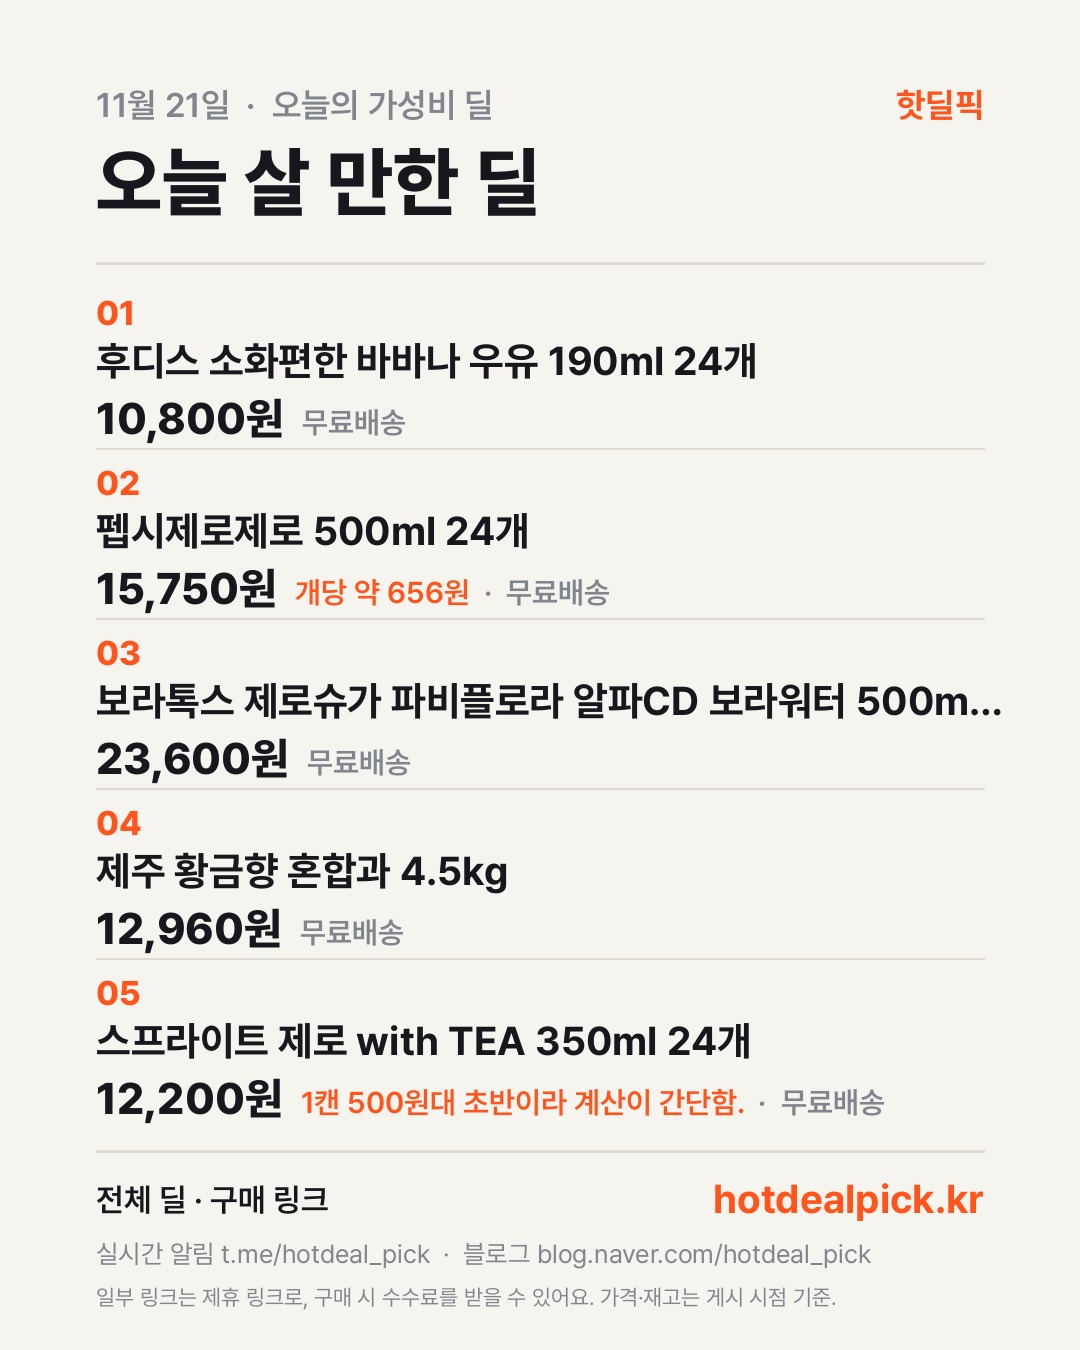 11월 21일 · 오늘의 가성비 딜
핫딜픽
오늘 살 만한 딜
01
후디스 소화편한 바바나 우유 190ml 24개
10,800원 무료배송
02
펩시제로제로 500ml 24개
15,750원 개당 약 656원 · 무료배송
03
보라톡스 제로슈가 파비플로라 알파CD 보라워터 500m...
23,600원 무료배송
04
제주 황금향 혼합과 4.5kg
12,960원 무료배송
05
스프라이트 제로 with TEA 350ml 24개
12,200원 1캔 500원대 초반이라 계산이 간단함. · 무료배송
전체 딜 · 구매 링크
hotdealpick.kr
실시간 알림 t.me/hotdeal_pick · 블로그 blog.naver.com/hotdeal_pick
일부 링크는 제휴 링크로, 구매 시 수수료를 받을 수 있어요. 가격·재고는 게시 시점 기준.